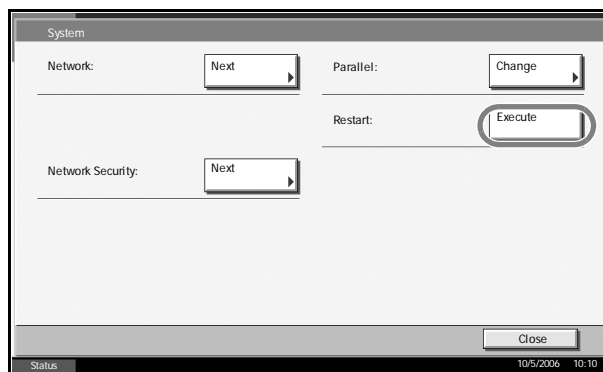 System
Network: Next
Parallel: Change
Restart: Execute
Network Security: Next
Close
Status 10/5/2006 10:10